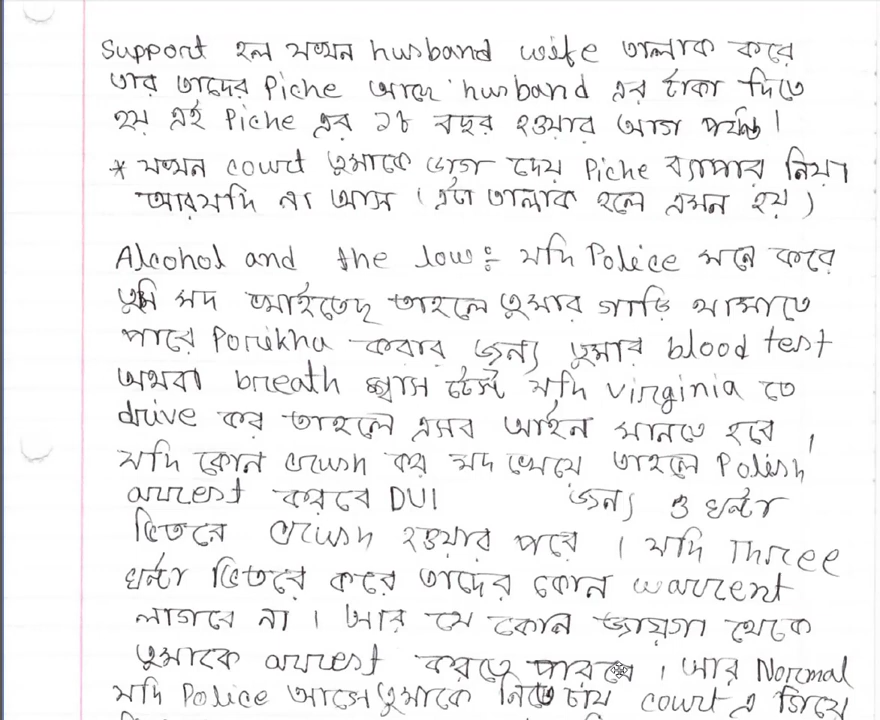 Support হল যখন husband wife তালাক করে
তার তাদের Piche আছে husband এর টাকা দিতে
হয় এই Piche এর ১৮ বছর হওয়ার আগ পর্যন্ত।
* যখন court তুমাকে ডাগ দেয় Piche ব্যাপার নিয়া
আরযদি না আস (এটা তালাক হলে এমন হয়)
Alcohol and the low: যদি Police মনে করে
তুমি মদ খাইতেছ তাহলে তুমার গাড়ি থামাতে
পারে Porikha করার জন্য তুমার blood test
অথবা breath শ্বাস টেস্ট যদি virginia তে
drive কর তাহলে এসব আইন মানতে হবে,
যদি কোন crush কর মদ খেয়ে তাহলে Polish
arrest করবে DUI জন্য ৩ ঘন্টা
ভিতরে crush হওয়ার পরে। যদি Three
ঘন্টা ভিতরে করে তাদের কোন warrent
লাগবে না। আর যে কোন জায়গা থেকে
তুমাকে arrest করতে পারবে। আর Normal
যদি Police আসে তুমাকে নিতে চায় court এ গিয়ে